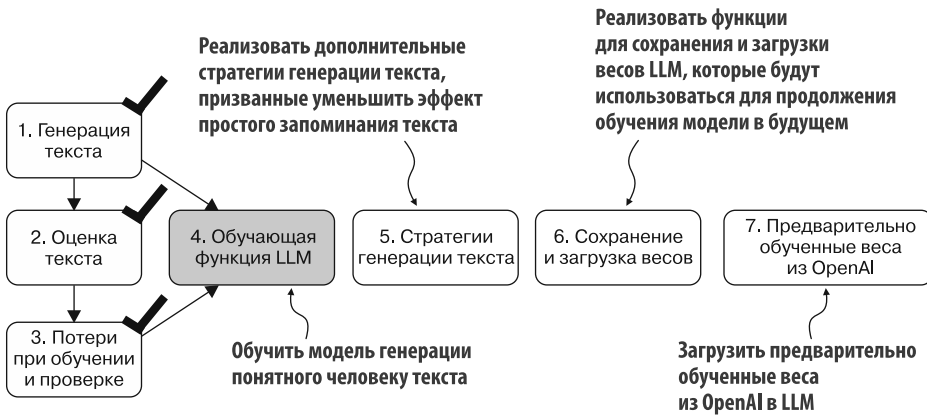 Реализовать дополнительные
стратегии генерации текста,
призванные уменьшить эффект
простого запоминания текста
Реализовать функции
для сохранения и загрузки
весов LLM, которые будут
использоваться для продолжения
обучения модели в будущем
1. Генерация
текста
2. Оценка
текста
3. Потери
при обучении
и проверке
4. Обучающая
функция LLM
5. Стратегии
генерации текста
6. Сохранение
и загрузка весов
7. Предварительно
обученные веса
из OpenAI
Обучить модель генерации
понятного человеку текста
Загрузить предварительно
обученные веса
из OpenAI в LLM